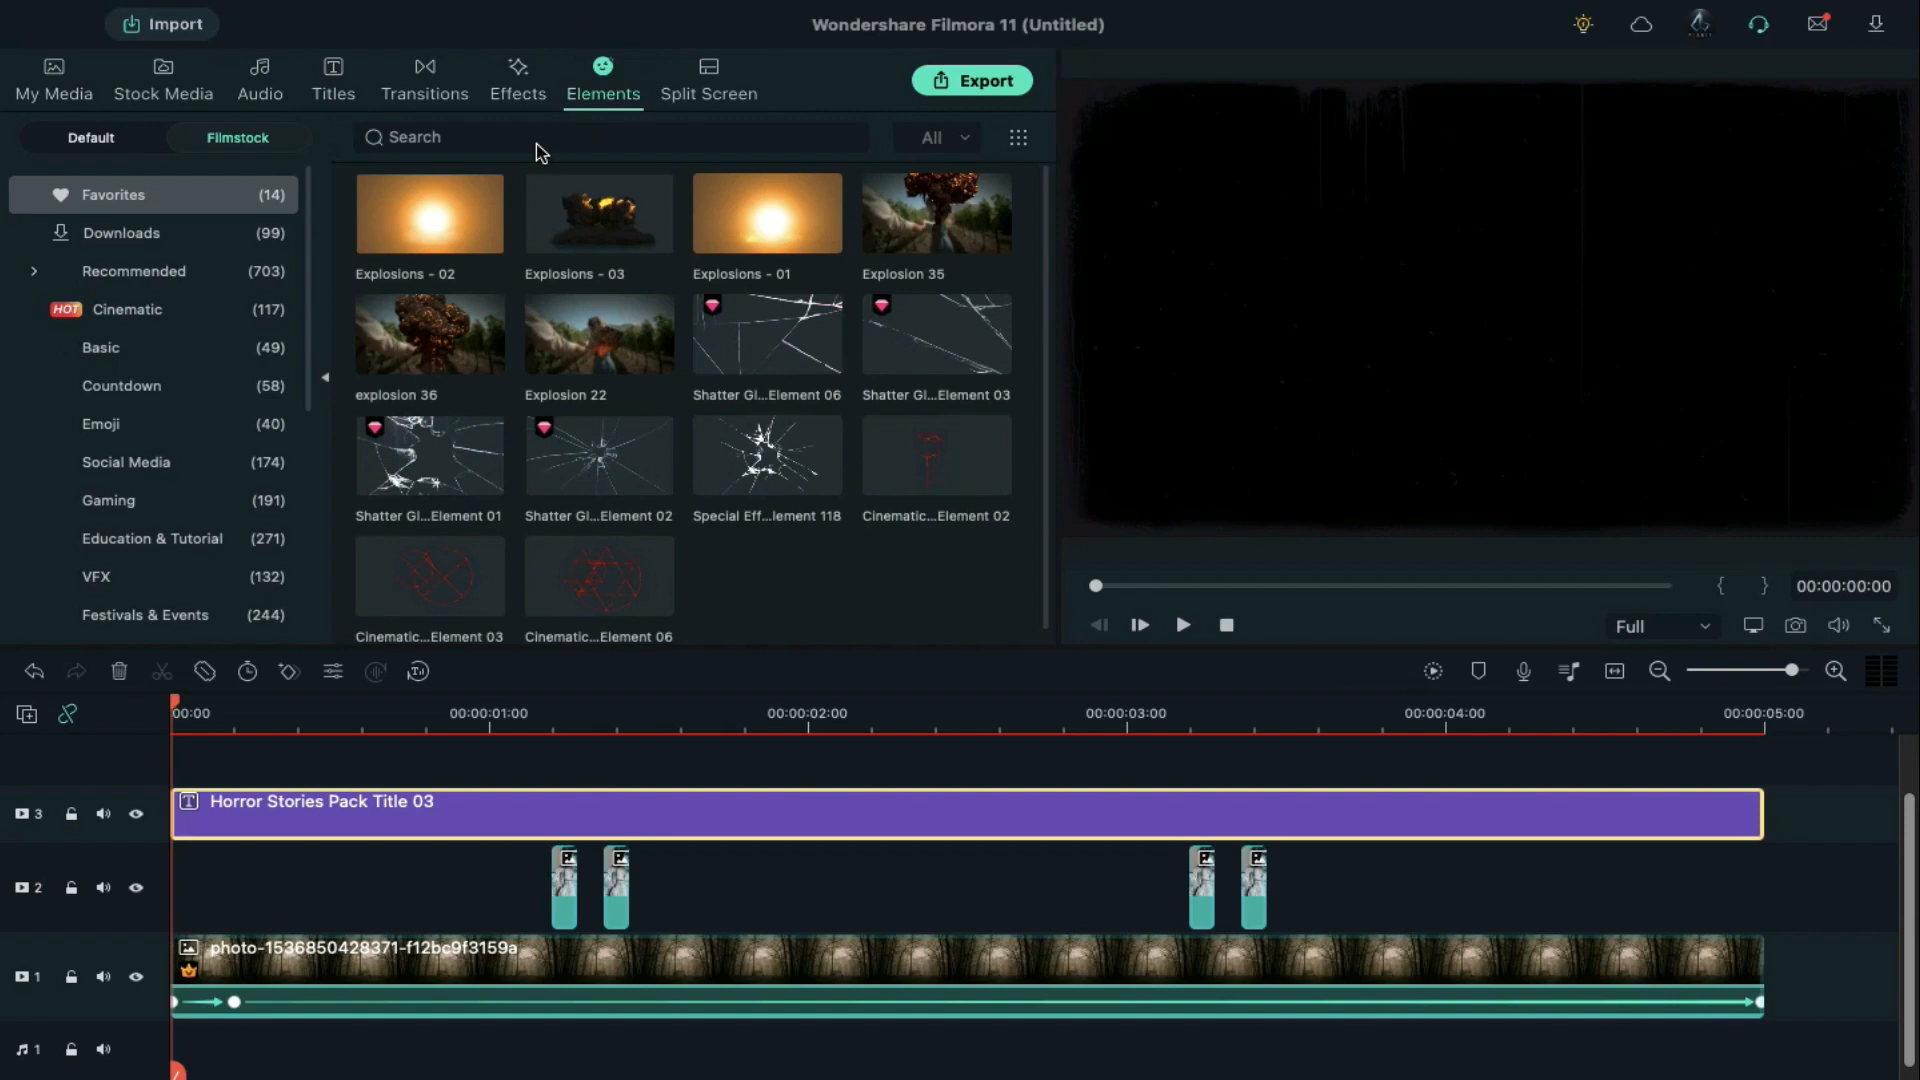 Import
Wondershare Filmora 11 (Untitled)
My Media
Stock Media
Audio
Titles
Transitions
Effects
Elements
Split Screen
Export
Default
Filmstock
Search
All
Favorites (14)
Downloads (99)
Recommended (703)
HOT Cinematic (117)
Basic (49)
Countdown (58)
Emoji (40)
Social Media (174)
Gaming (191)
Education & Tutorial (271)
VFX (132)
Festivals & Events (244)
Explosions - 02
Explosions - 03
Explosions - 01
Explosion 35
explosion 36
Explosion 22
Shatter Gl...Element 06
Shatter Gl...Element 03
Shatter Gl...Element 01
Shatter Gl...Element 02
Special Eff...lement 118
Cinematic...Element 02
Cinematic...Element 03
Cinematic...Element 06
{ } 00:00:00:00
Full
00:00
00:00:01:00
00:00:02:00
00:00:03:00
00:00:04:00
00:00:05:00
3
T Horror Stories Pack Title 03
2
1
photo-1536850428371-f12bc9f3159a
1